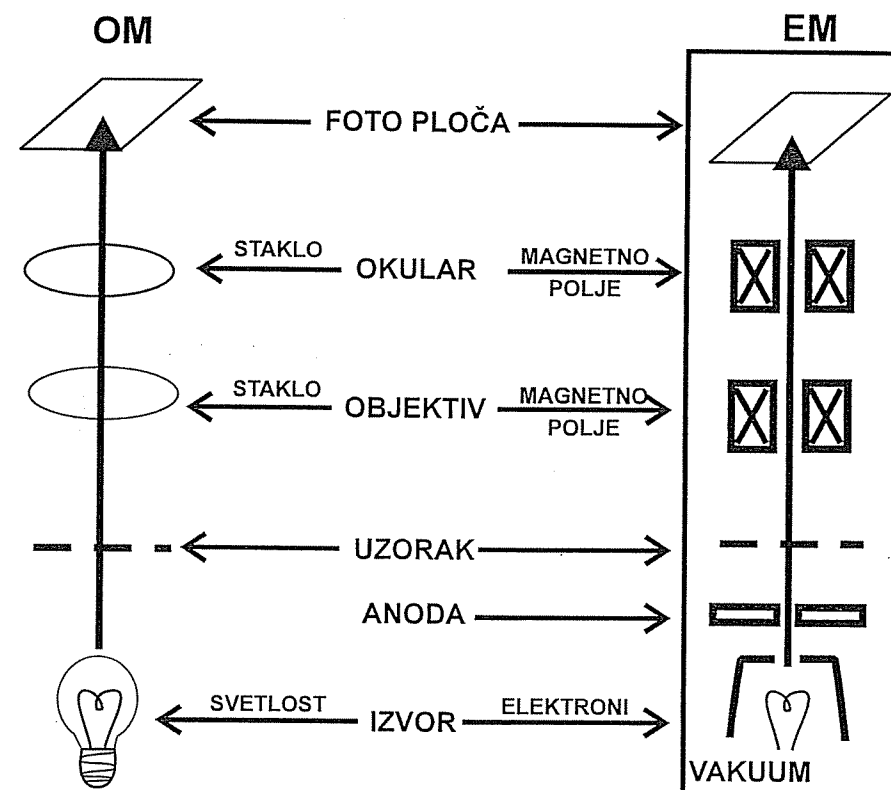 OM EM
FOTO PLOČA
STAKLO OKULAR MAGNETNO
POLJE
STAKLO OBJEKTIV MAGNETNO
POLJE
UZORAK
ANODA
SVETLOST IZVOR ELEKTRONI
VAKUUM